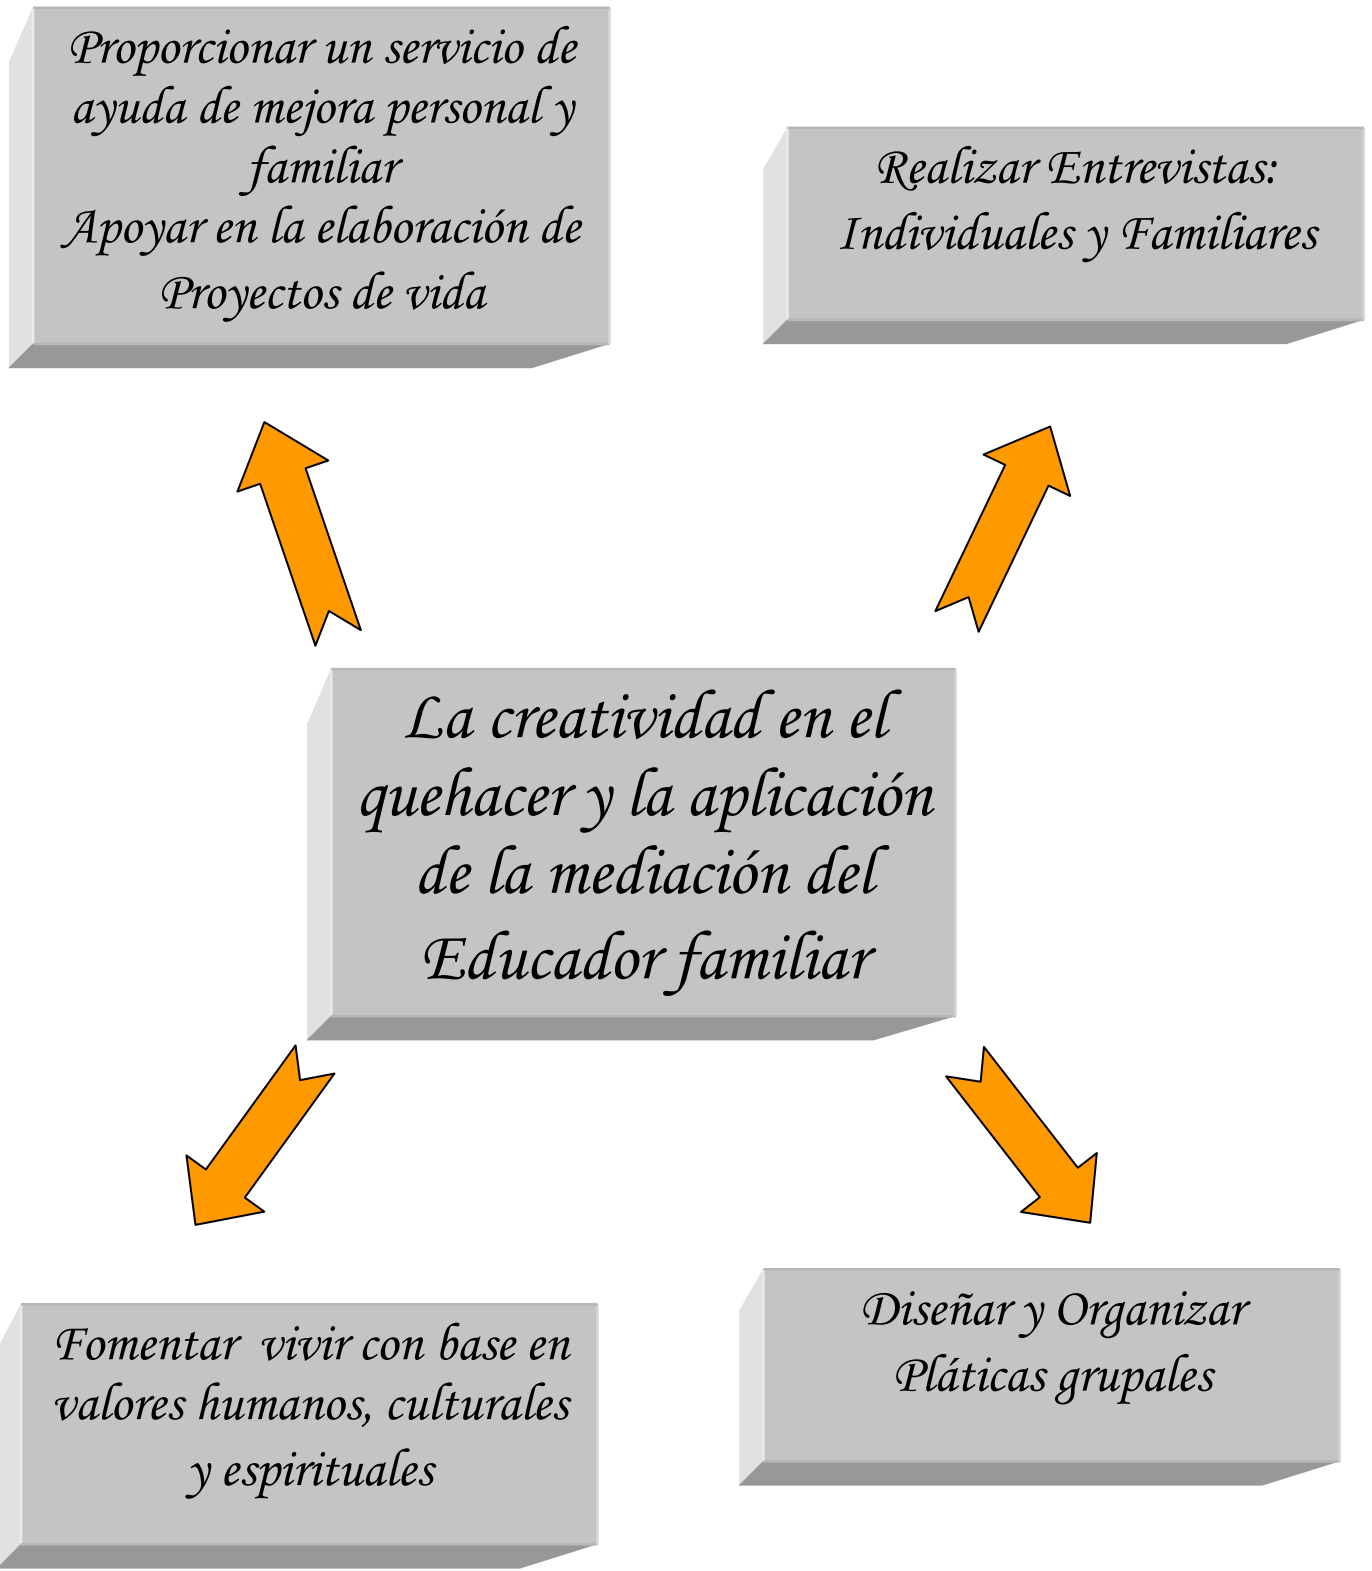 Proporcionar un servicio de
ayuda de mejora personal y
familiar
Apoyar en la elaboración de
Proyectos de vida
Realizar Entrevistas:
Individuales y Familiares
La creatividad en el
quehacer y la aplicación
de la mediación del
Educador familiar
Fomentar vivir con base en
valores humanos, culturales
y espirituales
Diseñar y Organizar
Pláticas grupales